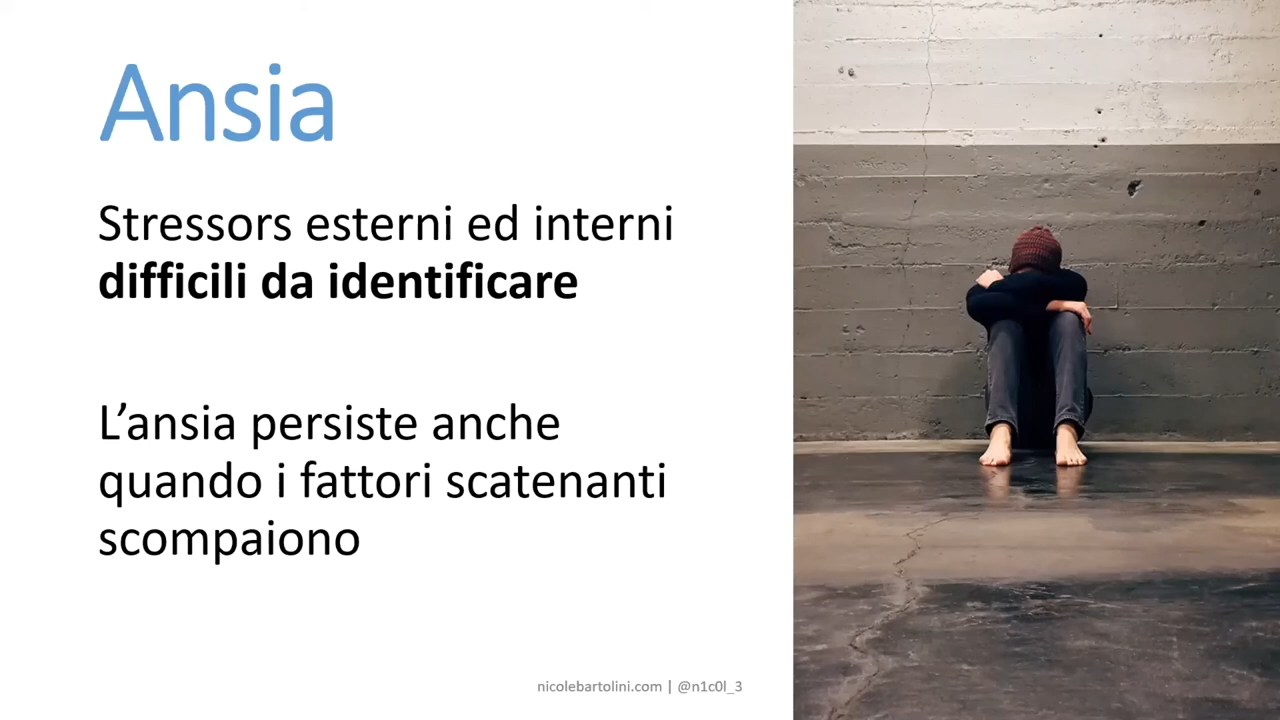 Ansia
Stressors esterni ed interni
difficili da identificare
L’ansia persiste anche
quando i fattori scatenanti
scompaiono
nicolebartolini.com | @n1c0l_3